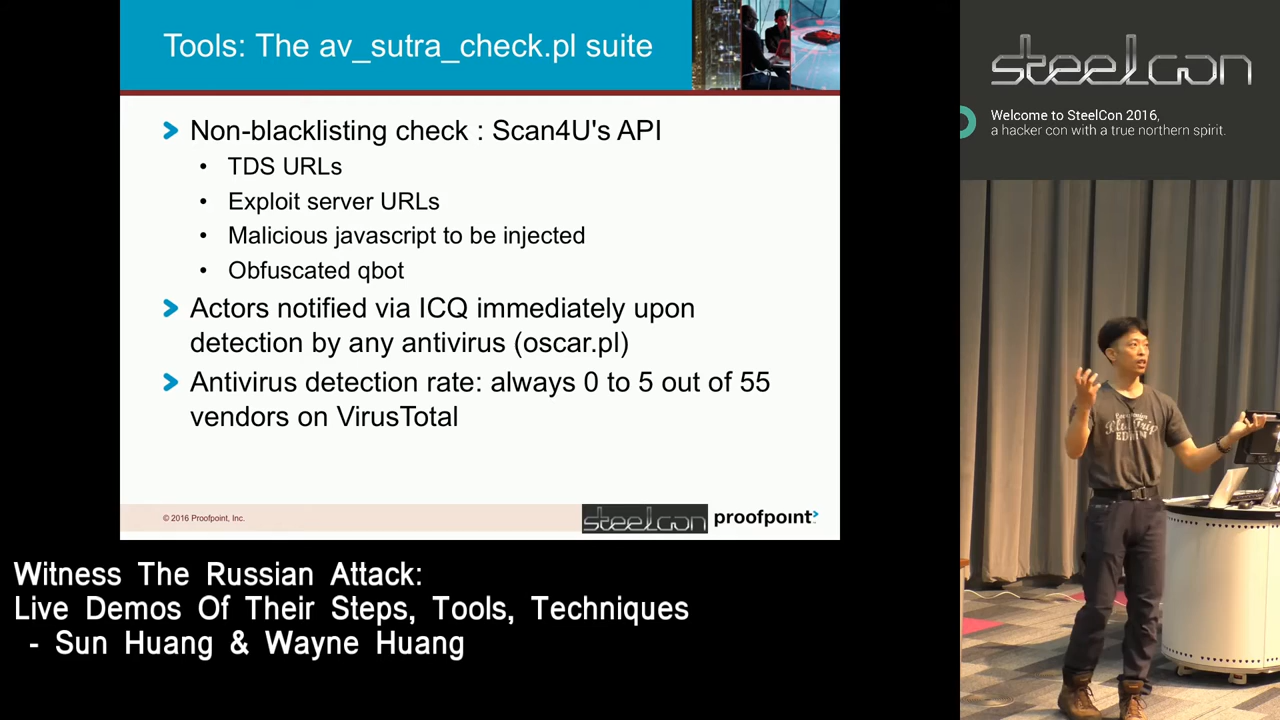 Tools: The av_sutra_check.pl suite
Non-blacklisting check : Scan4U's API
• TDS URLs
• Exploit server URLs
• Malicious javascript to be injected
• Obfuscated qbot
Actors notified via ICQ immediately upon
detection by any antivirus (oscar.pl)
Antivirus detection rate: always 0 to 5 out of 55
vendors on VirusTotal
© 2016 Proofpoint, Inc.
steelcon
proofpoint
Witness The Russian Attack:
Live Demos Of Their Steps, Tools, Techniques
- Sun Huang & Wayne Huang
steelcon
Welcome to SteelCon 2016,
a hacker con with a true northern spirit.